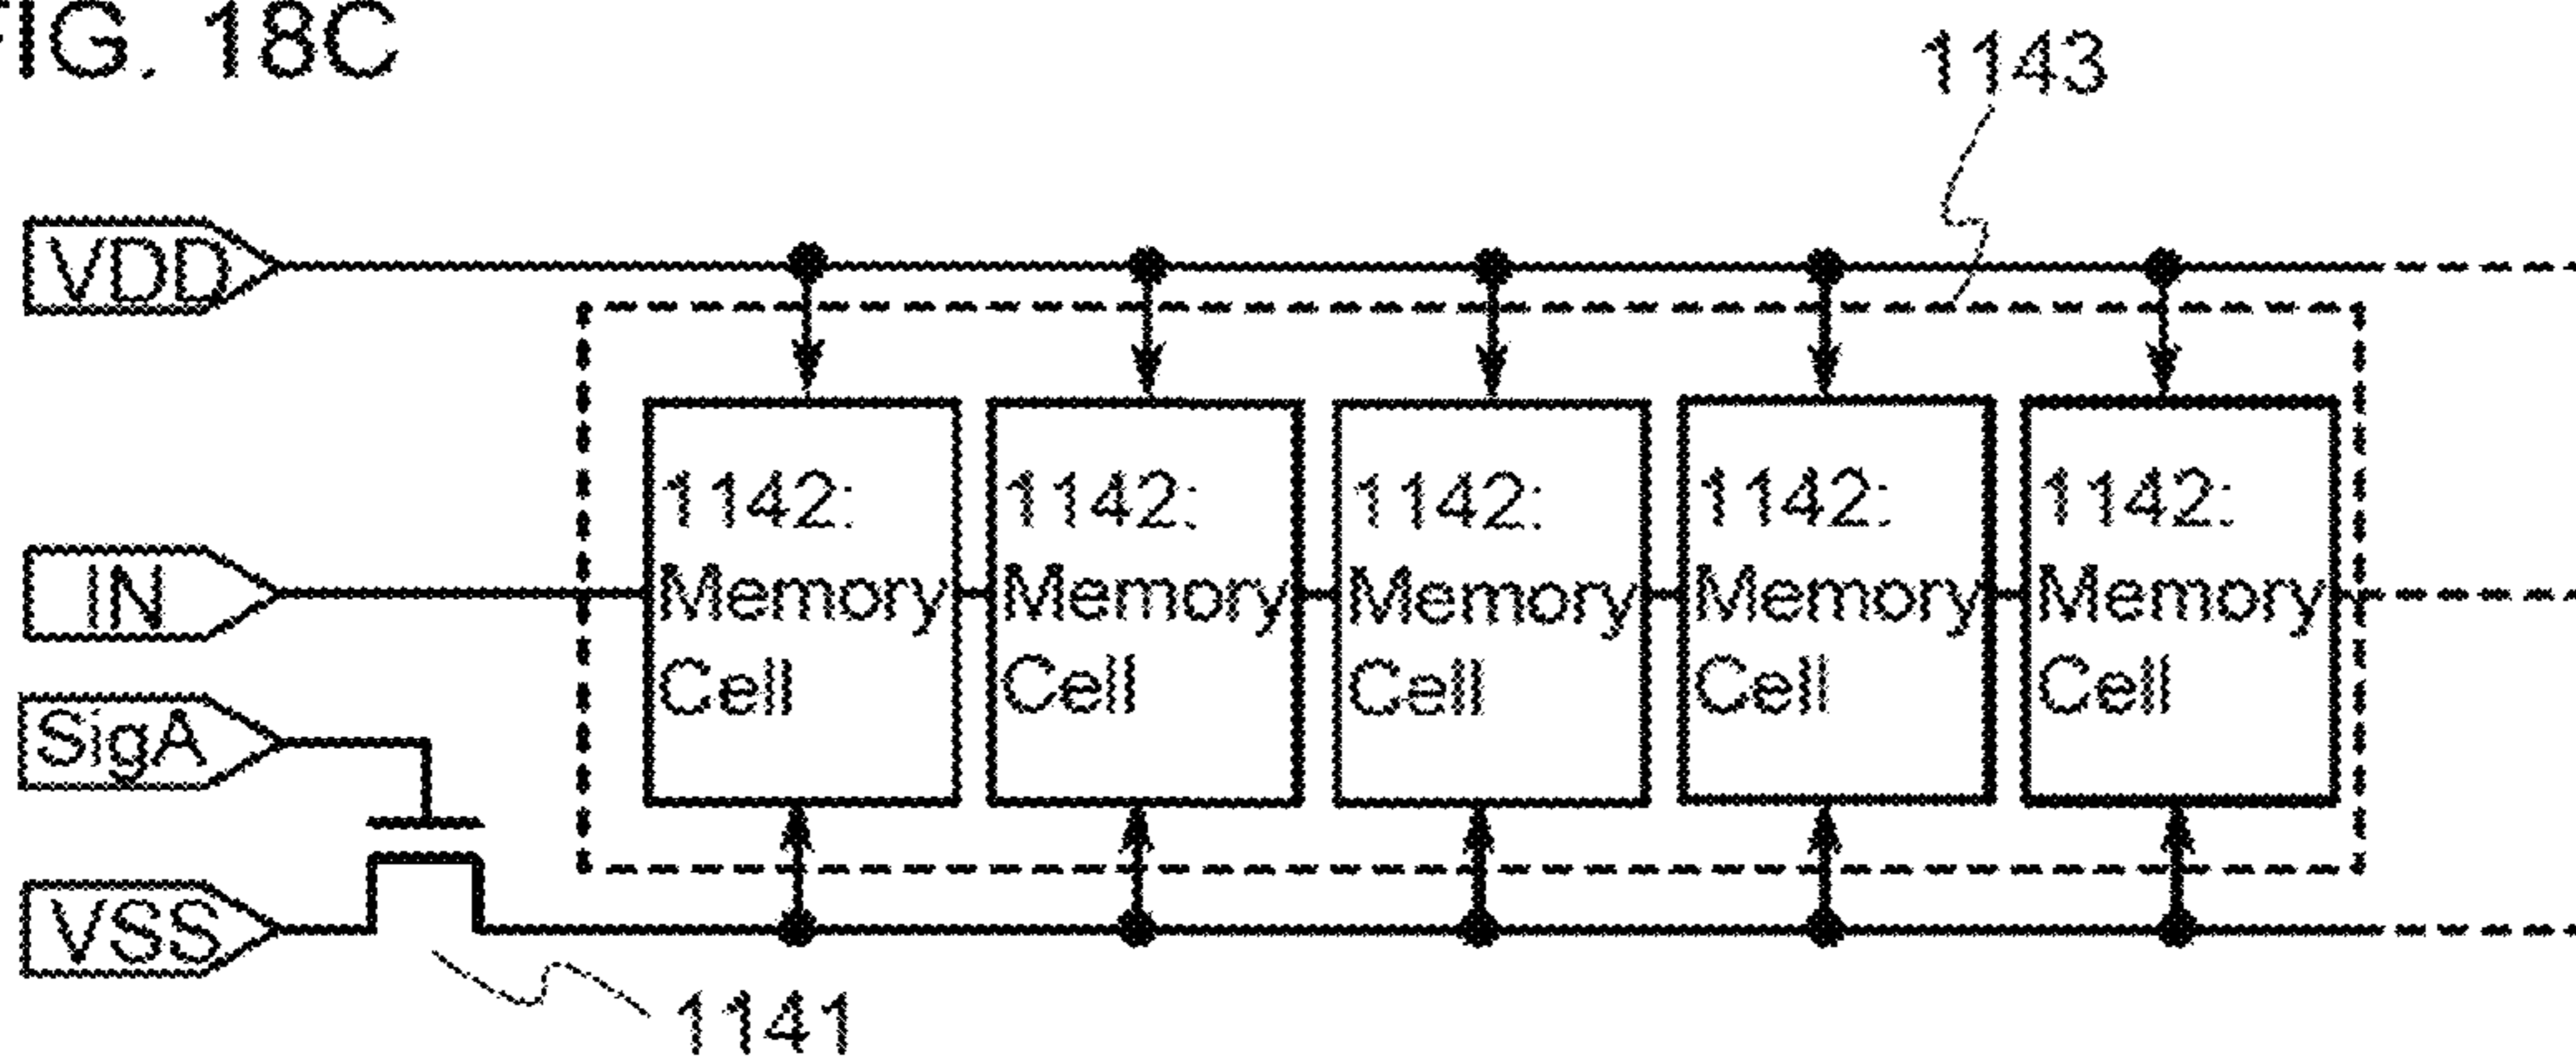 FIG. 18C
1143
VDD
1142: Memory Cell
1142: Memory Cell
1142: Memory Cell
1142: Memory Cell
1142: Memory Cell
IN
SigA
VSS
1141